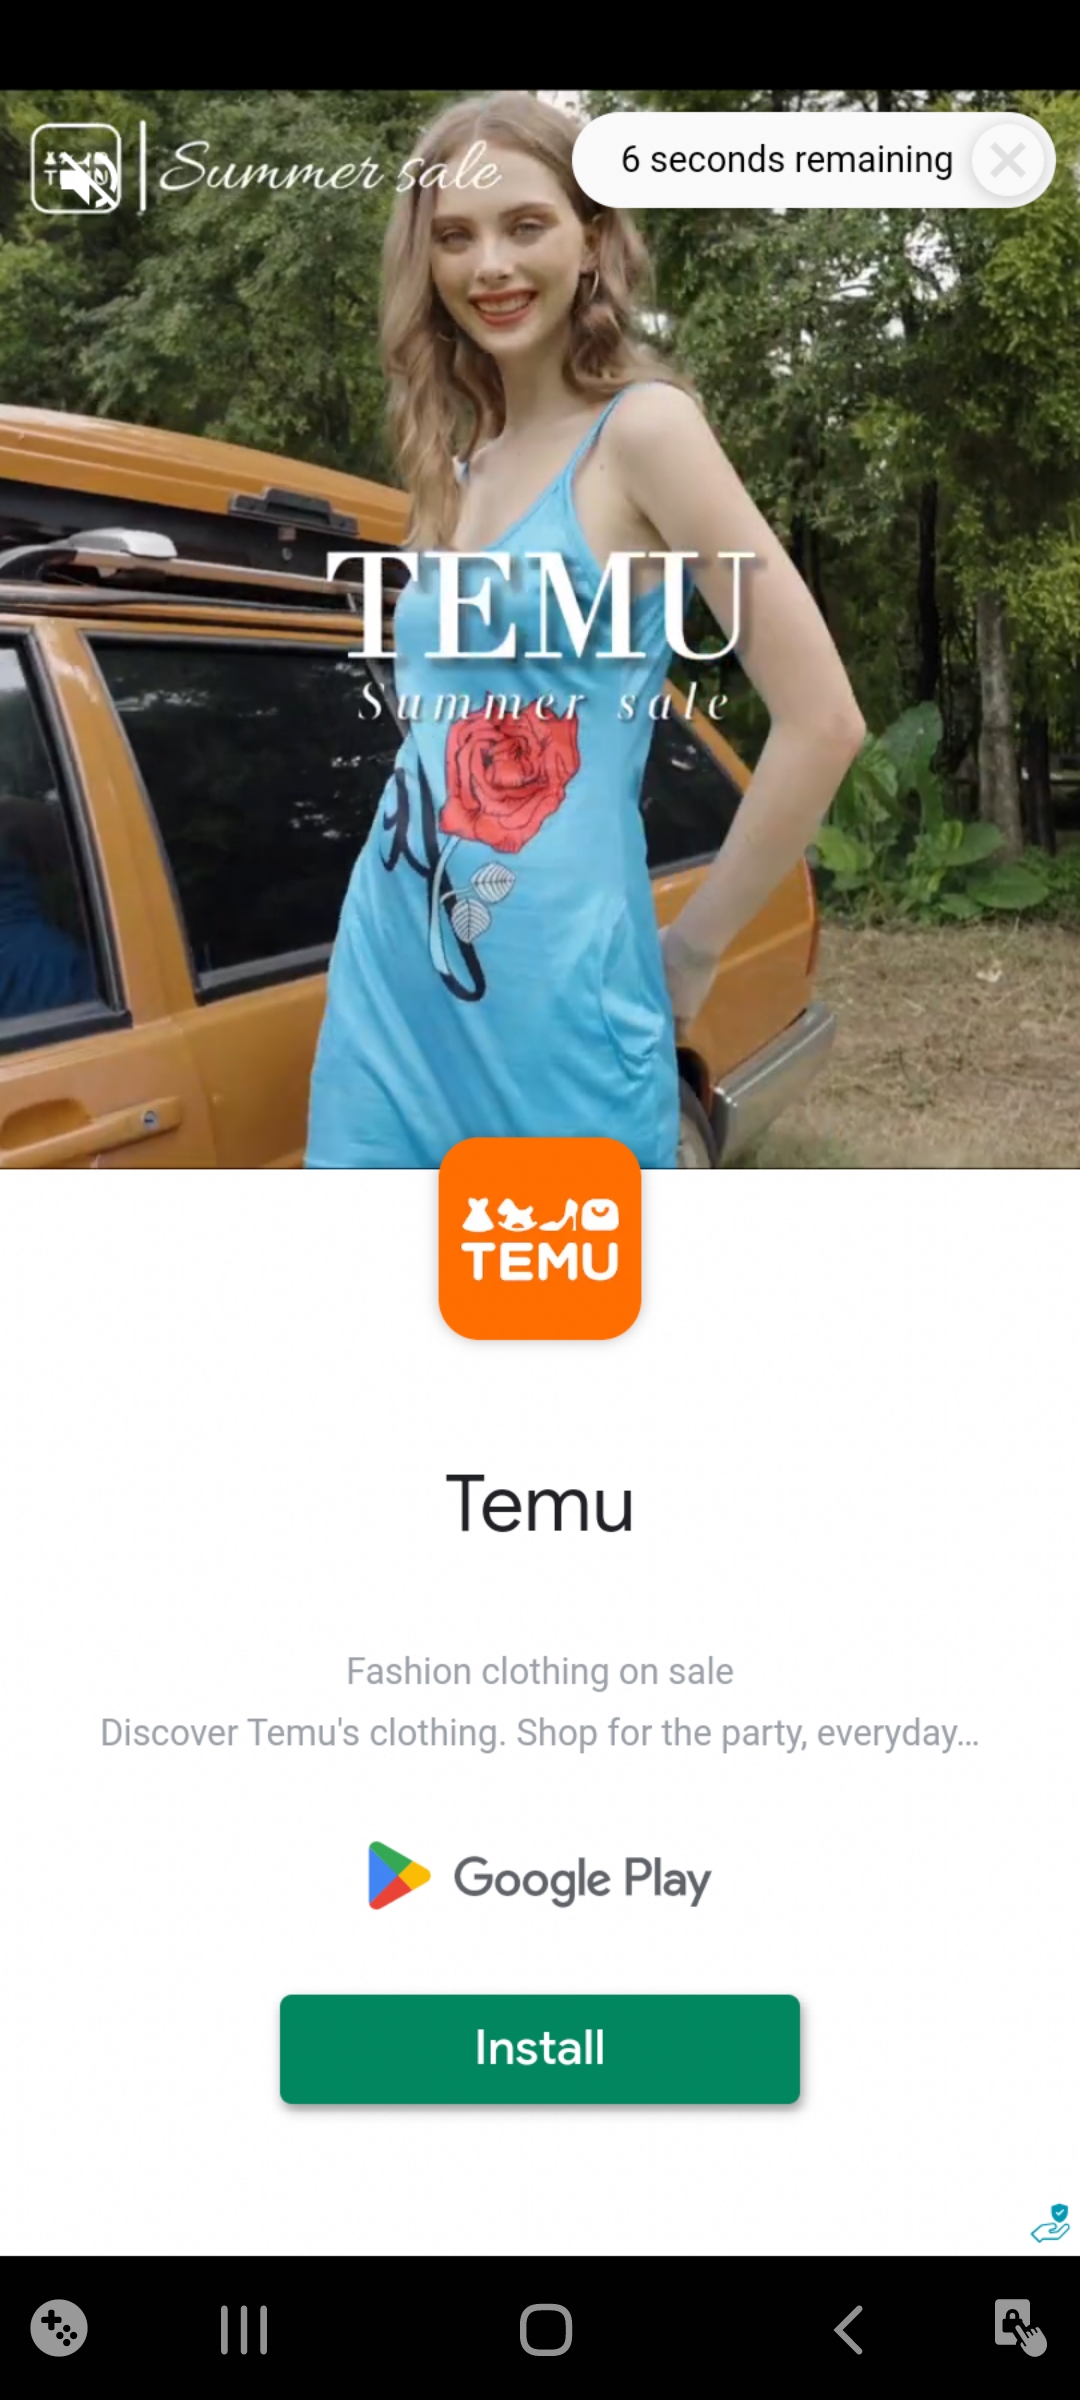 Summer sale
6 seconds remaining
TEMU
Summer sale
TEMU
Temu
Fashion clothing on sale
Discover Temu's clothing. Shop for the party, everyday...
Google Play
Install